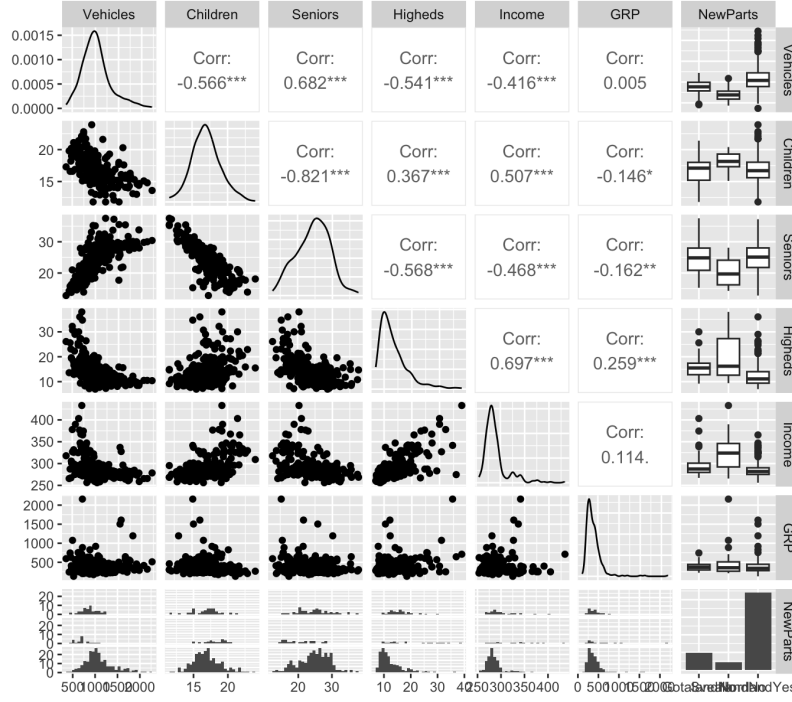 Vehicles Children Seniors Higheds Income GRP NewParts
0.0015
0.0010
0.0005
0.0000
Corr:
-0.566***
Corr:
0.682***
Corr:
-0.541***
Corr:
-0.416***
Corr:
0.005
Vehicles
20
15
Corr:
-0.821***
Corr:
0.367***
Corr:
0.507***
Corr:
-0.146*
Children
30
20
Corr:
-0.568***
Corr:
-0.468***
Corr:
-0.162**
Seniors
30
20
10
Corr:
0.697***
Corr:
0.259***
Higheds
400
350
300
250
Corr:
0.114.
Income
2000
1500
1000
500
GRP
20
10
0
20
10
0
20
10
0
NewParts
500 1000 1500 2000
15 20
20 30
10 20 30 40
250 300 350 400
0 500 1000 1500 2000